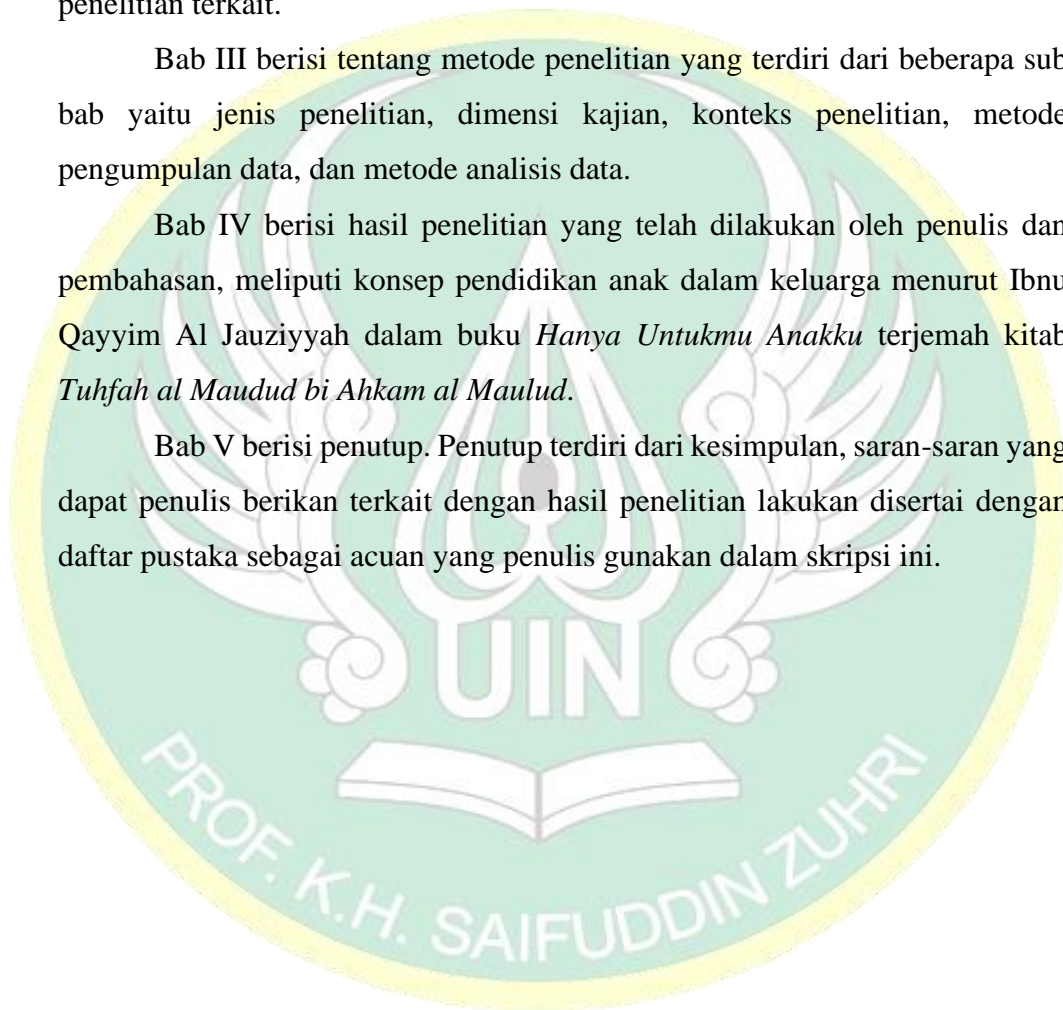 penelitian terkait.
Bab III berisi tentang metode penelitian yang terdiri dari beberapa sub
bab yaitu jenis penelitian, dimensi kajian, konteks penelitian, metode
pengumpulan data, dan metode analisis data.
Bab IV berisi hasil penelitian yang telah dilakukan oleh penulis dan
pembahasan, meliputi konsep pendidikan anak dalam keluarga menurut Ibnu
Qayyim Al Jauziyyah dalam buku Hanya Untukmu Anakku terjemah kitab
Tuhfah al Maudud bi Ahkam al Maulud.
Bab V berisi penutup. Penutup terdiri dari kesimpulan, saran-saran yang
dapat penulis berikan terkait dengan hasil penelitian lakukan disertai dengan
daftar pustaka sebagai acuan yang penulis gunakan dalam skripsi ini.
UIN
PROF. K.H. SAIFUDDIN ZUHRI